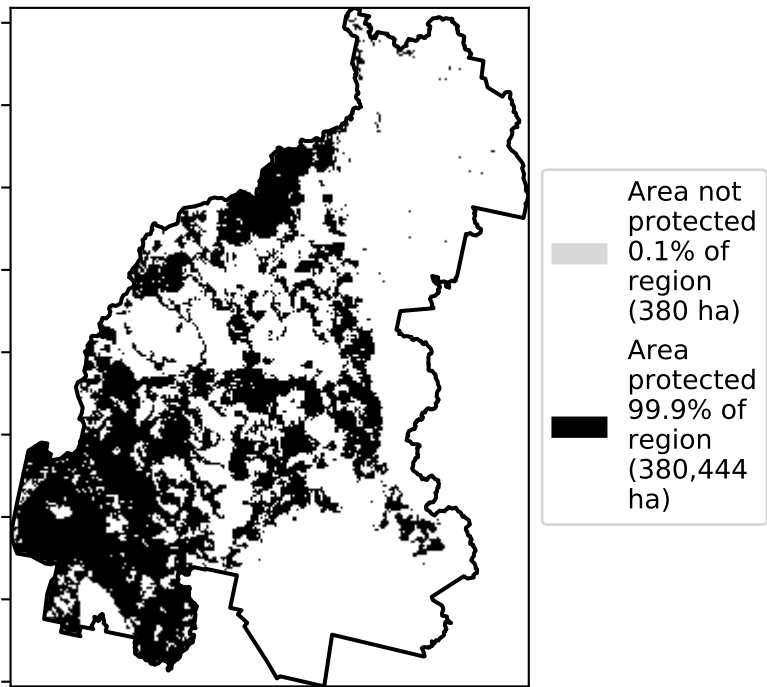 Area not
protected
0.1% of
region
(380 ha)
Area
protected
99.9% of
region
(380,444
ha)